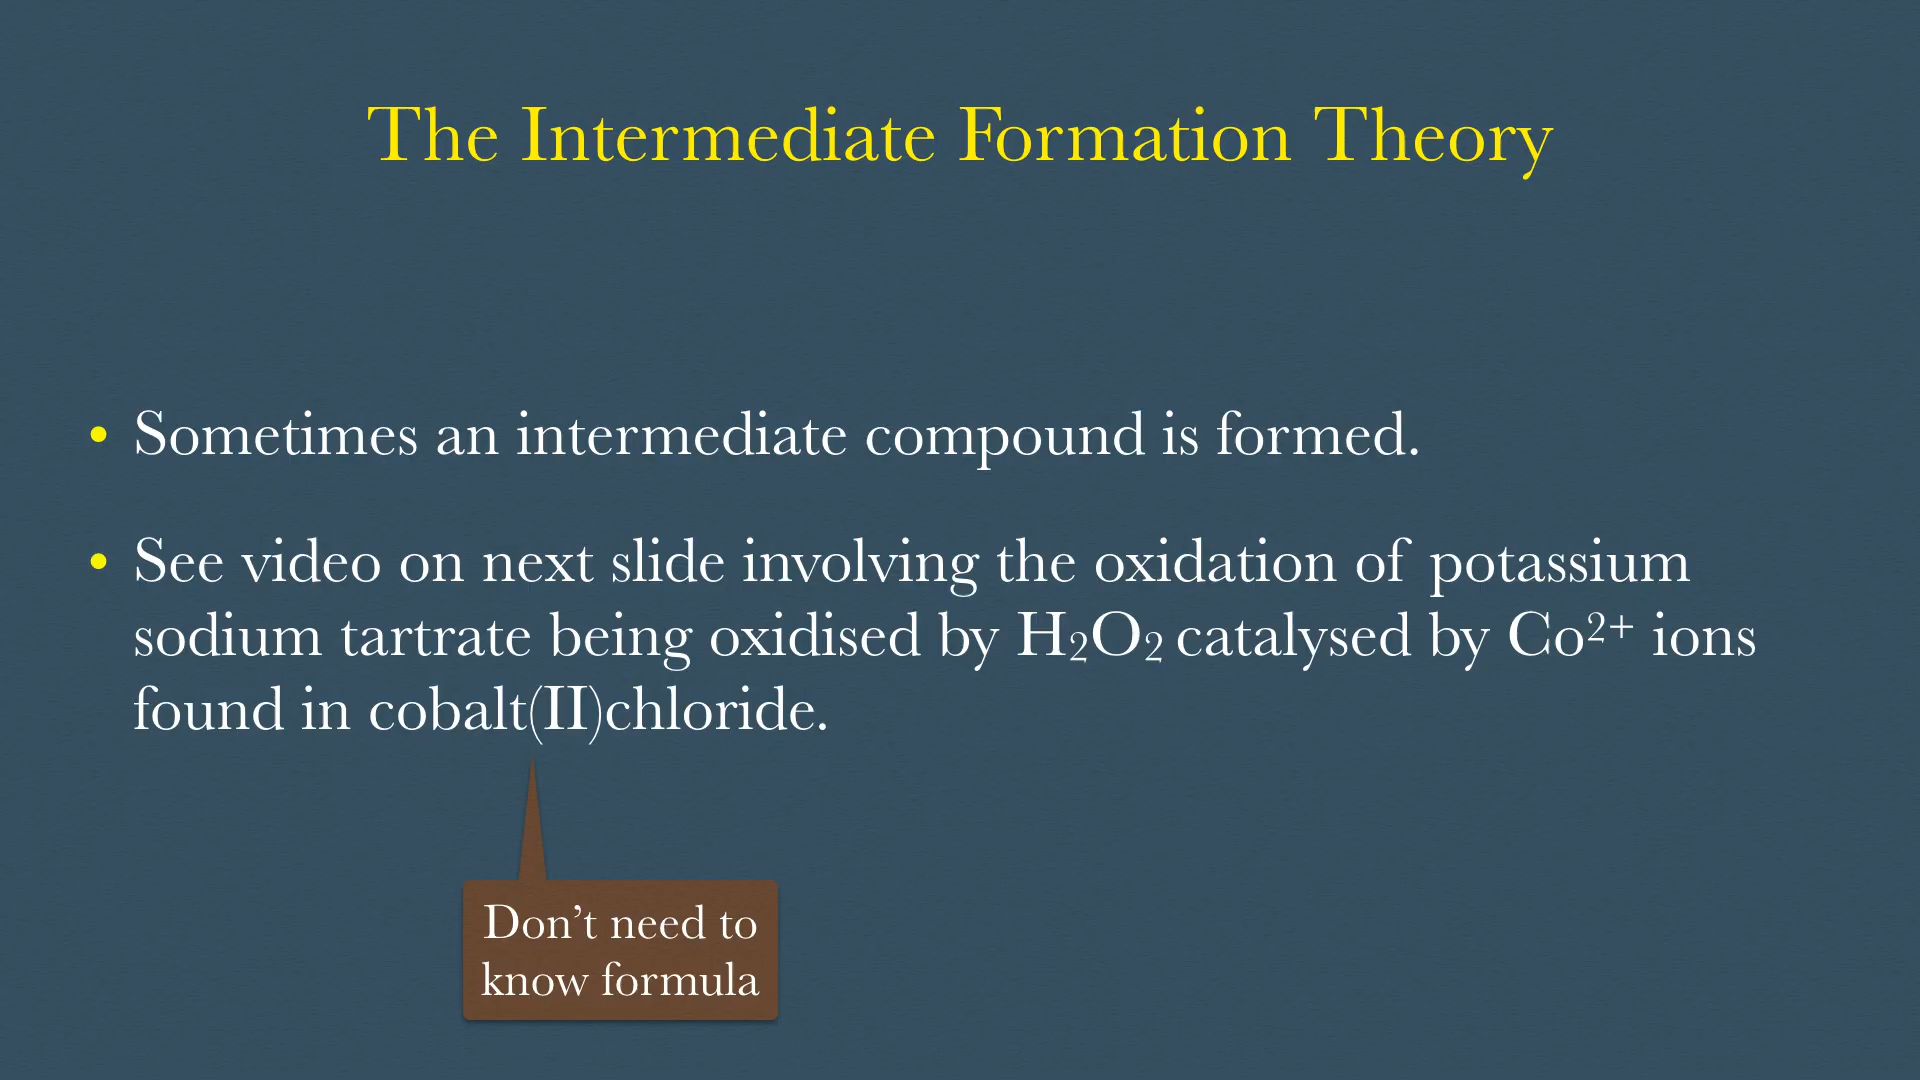 The Intermediate Formation Theory
• Sometimes an intermediate compound is formed.
• See video on next slide involving the oxidation of potassium
sodium tartrate being oxidised by H₂O₂ catalysed by Co²⁺ ions
found in cobalt(II)chloride.
Don’t need to
know formula